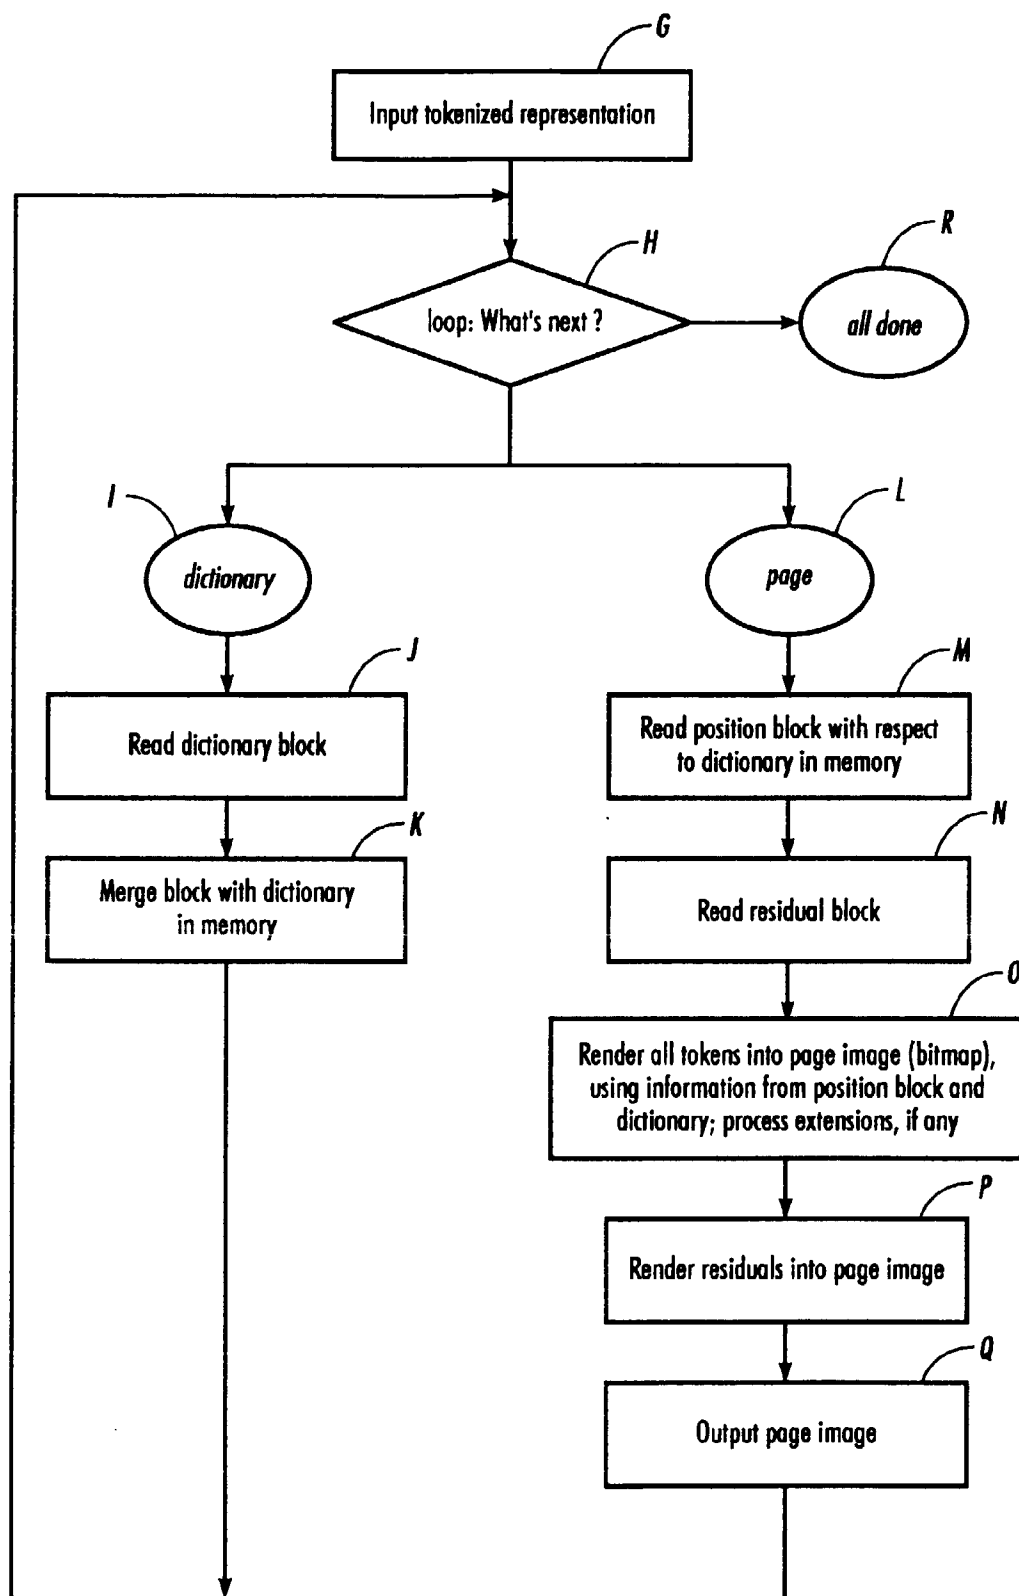 G
Input tokenized representation
H
R
loop: What's next ?
all done
I
L
dictionary
page
J
M
Read dictionary block
Read position block with respect
to dictionary in memory
K
N
Merge block with dictionary
in memory
Read residual block
O
Render all tokens into page image (bitmap),
using information from position block and
dictionary; process extensions, if any
P
Render residuals into page image
Q
Output page image